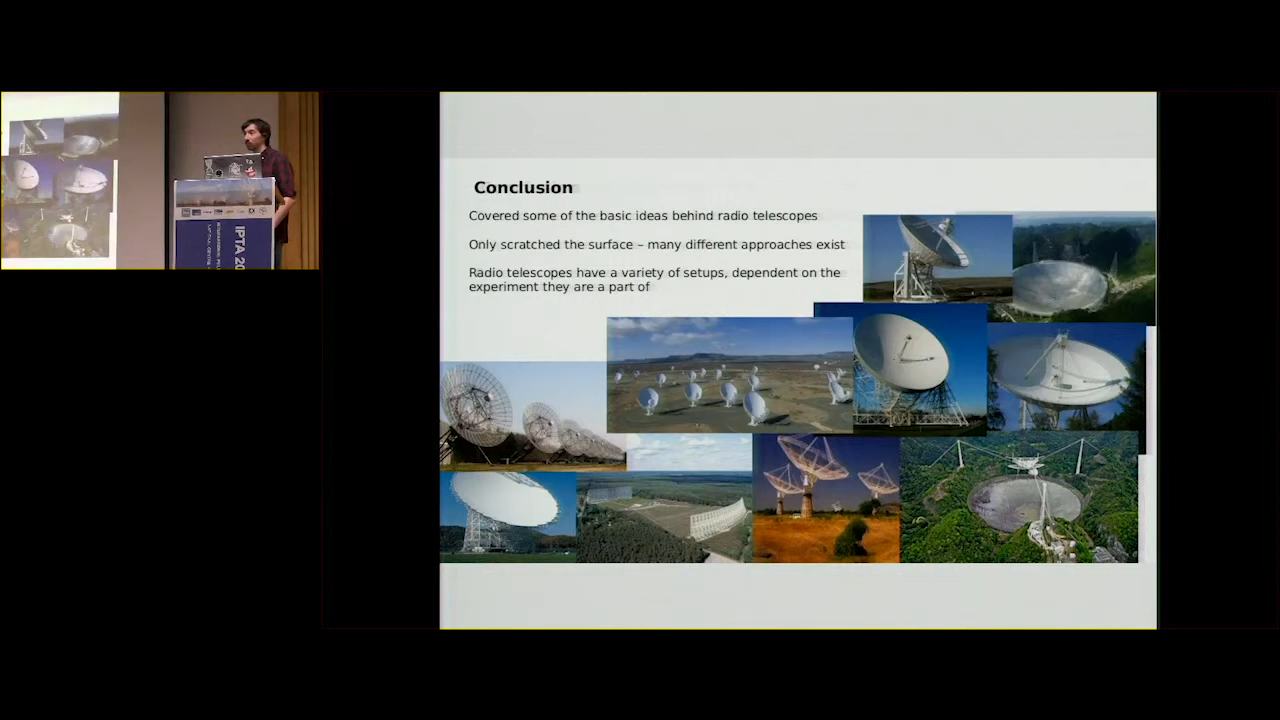 Conclusion
Covered some of the basic ideas behind radio telescopes
Only scratched the surface – many different approaches exist
Radio telescopes have a variety of setups, dependent on the
experiment they are a part of
IPTA 20